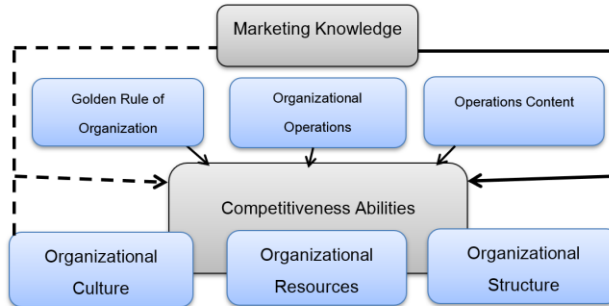 Marketing Knowledge
Golden Rule of
Organization
Organizational
Operations
Operations Content
Competitiveness Abilities
Organizational
Culture
Organizational
Resources
Organizational
Structure